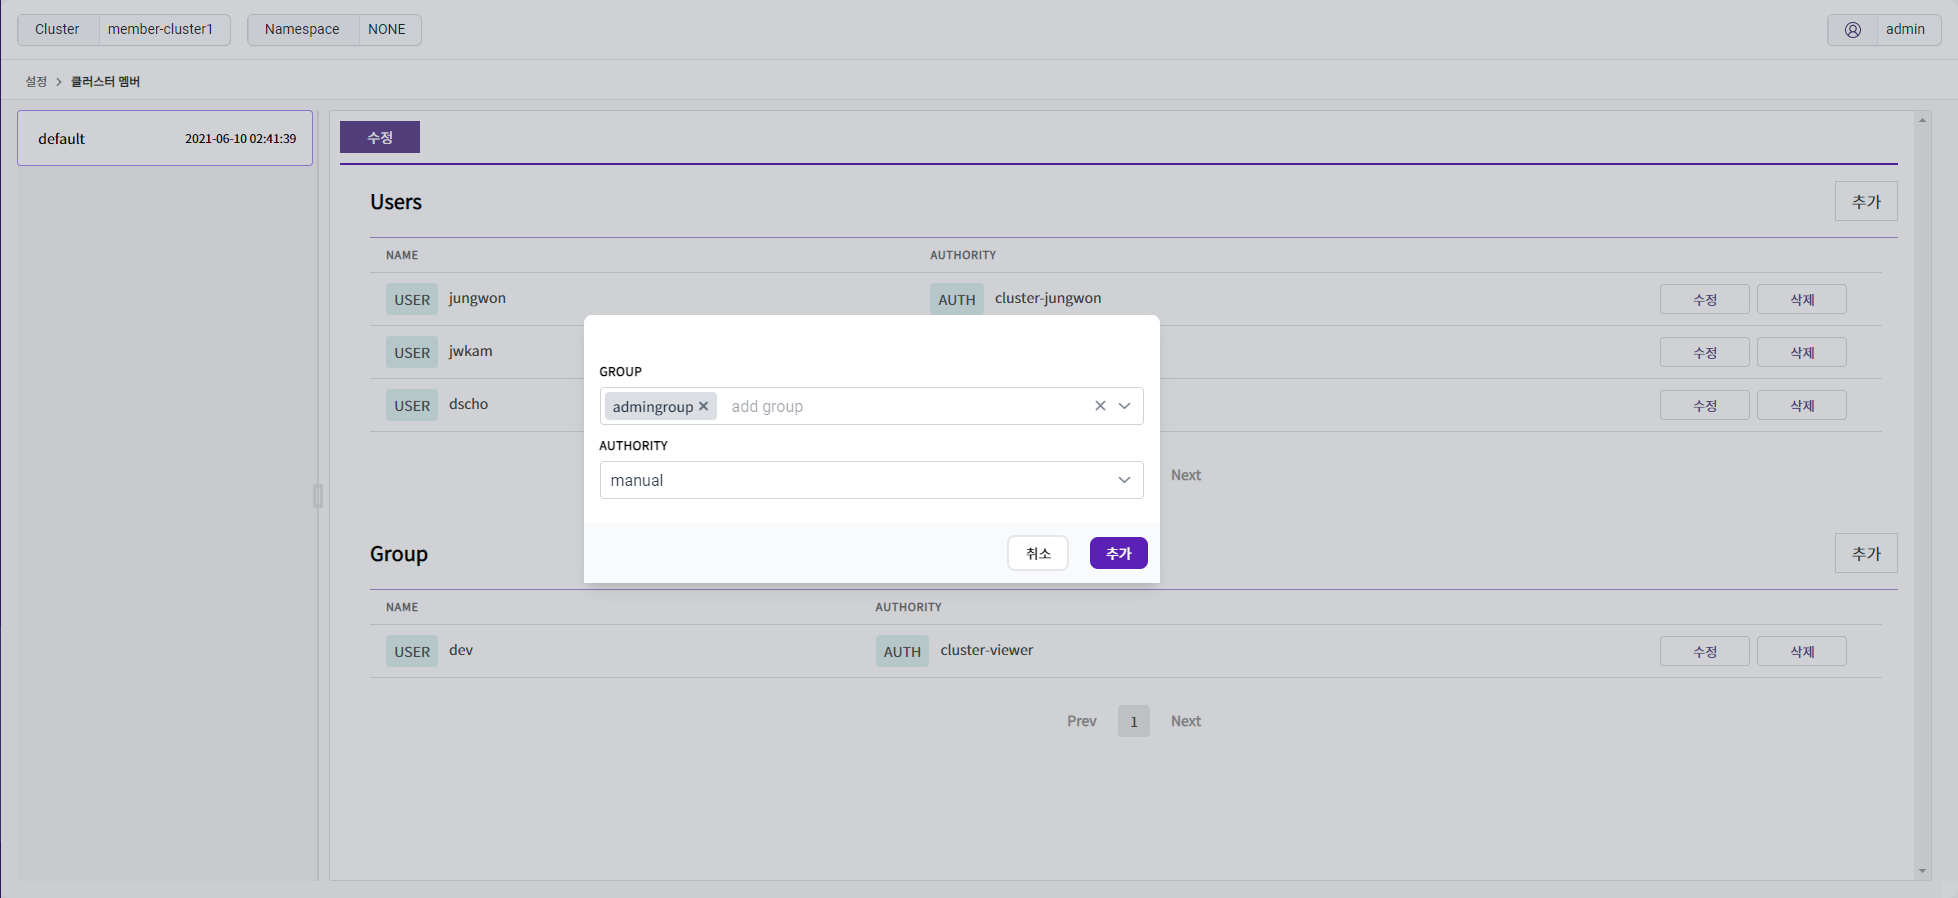 Cluster member-cluster1 Namespace NONE admin
설정 > 클러스터 멤버
default 2021-06-10 02:41:39
수정
Users 추가
NAME AUTHORITY
USER jungwon AUTH cluster-jungwon 수정 삭제
USER jwkam 수정 삭제
USER dscho 수정 삭제
Next
GROUP
admingroup × add group
AUTHORITY
manual
취소 추가
Group 추가
NAME AUTHORITY
USER dev AUTH cluster-viewer 수정 삭제
Prev 1 Next